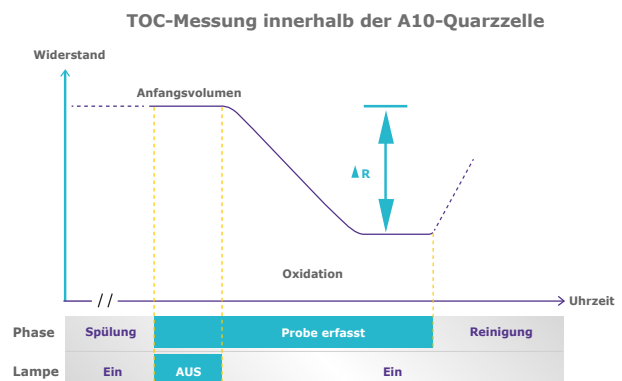 TOC-Messung innerhalb der A10-Quarzzelle
Widerstand
Anfangsvolumen
Δ R
Oxidation
Uhrzeit
Phase Spülung Probe erfasst Reinigung
Lampe Ein AUS Ein